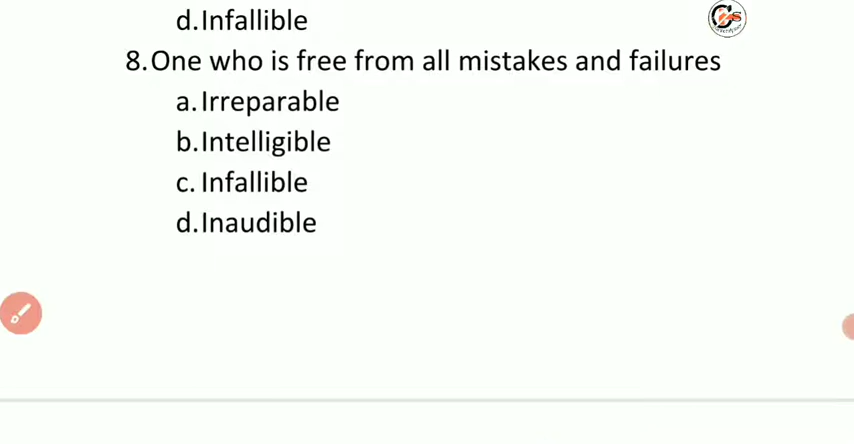 d.Infallible
8.One who is free from all mistakes and failures
a.Irreparable
b.Intelligible
c. Infallible
d.Inaudible